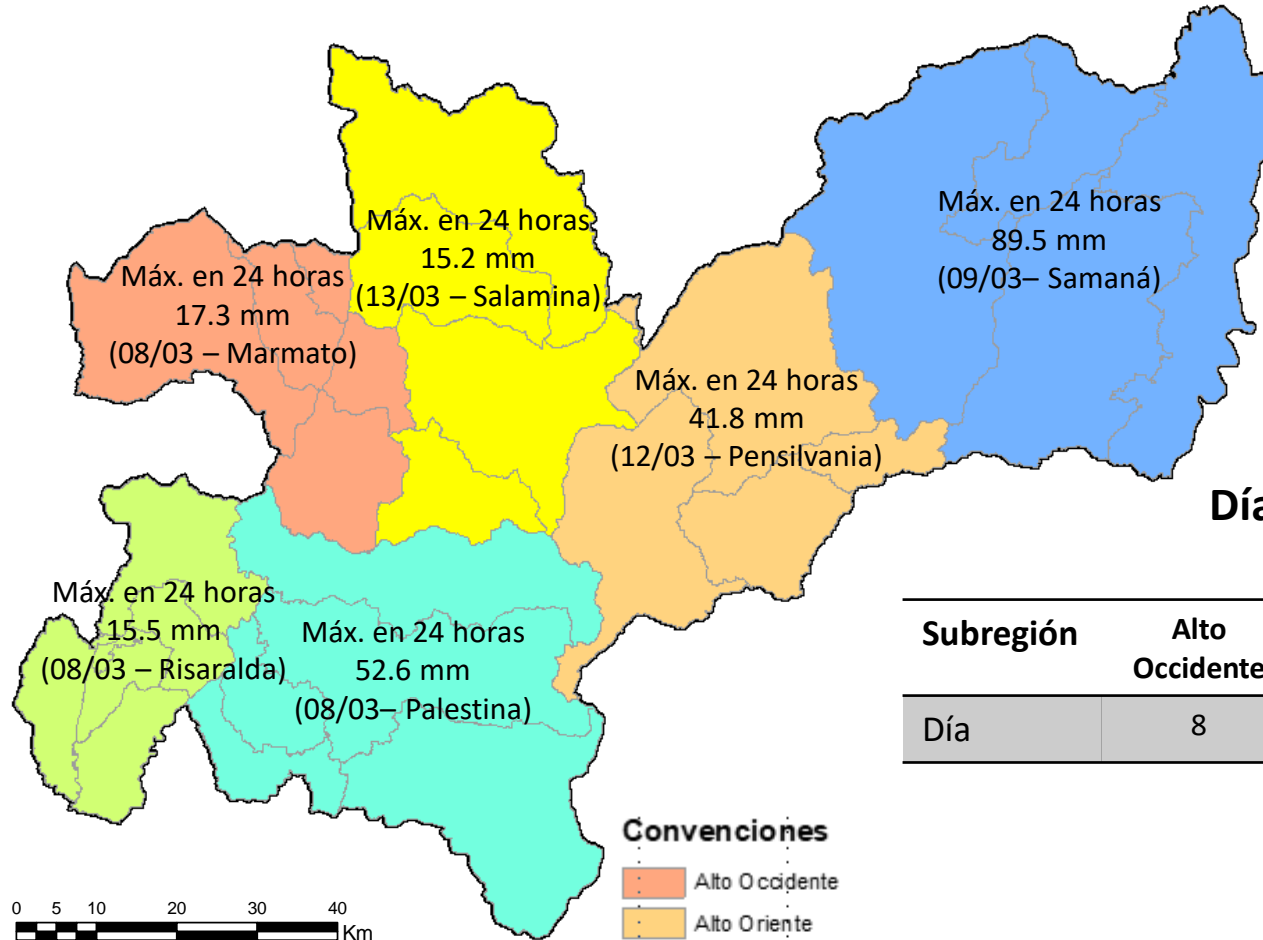 Máx. en 24 horas
15.2 mm
(13/03 – Salamina)
Máx. en 24 horas
89.5 mm
(09/03– Samaná)
Máx. en 24 horas
17.3 mm
(08/03 – Marmato)
Máx. en 24 horas
41.8 mm
(12/03 – Pensilvania)
Máx. en 24 horas
15.5 mm
(08/03 – Risaralda)
Máx. en 24 horas
52.6 mm
(08/03– Palestina)
Día
Subregión Alto Occidente
Día 8
Convenciones
Alto Occidente
Alto Oriente
0 5 10 20 30 40
Km